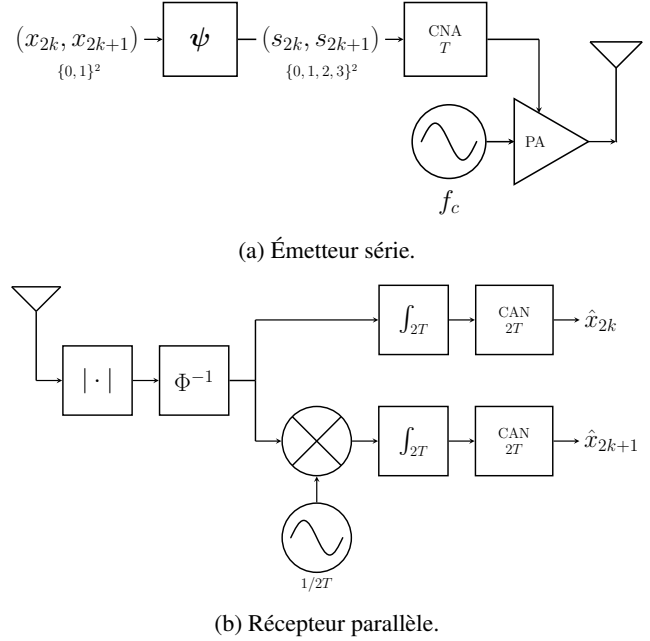 (x_{2k}, x_{2k+1}) ψ (s_{2k}, s_{2k+1}) CNA
{0, 1}² {0, 1, 2, 3}² T
PA
f_c
(a) Émetteur série.
∫_{2T} CAN 2T x̂_{2k}
| · | Φ^{-1}
∫_{2T} CAN 2T x̂_{2k+1}
1/2T
(b) Récepteur parallèle.